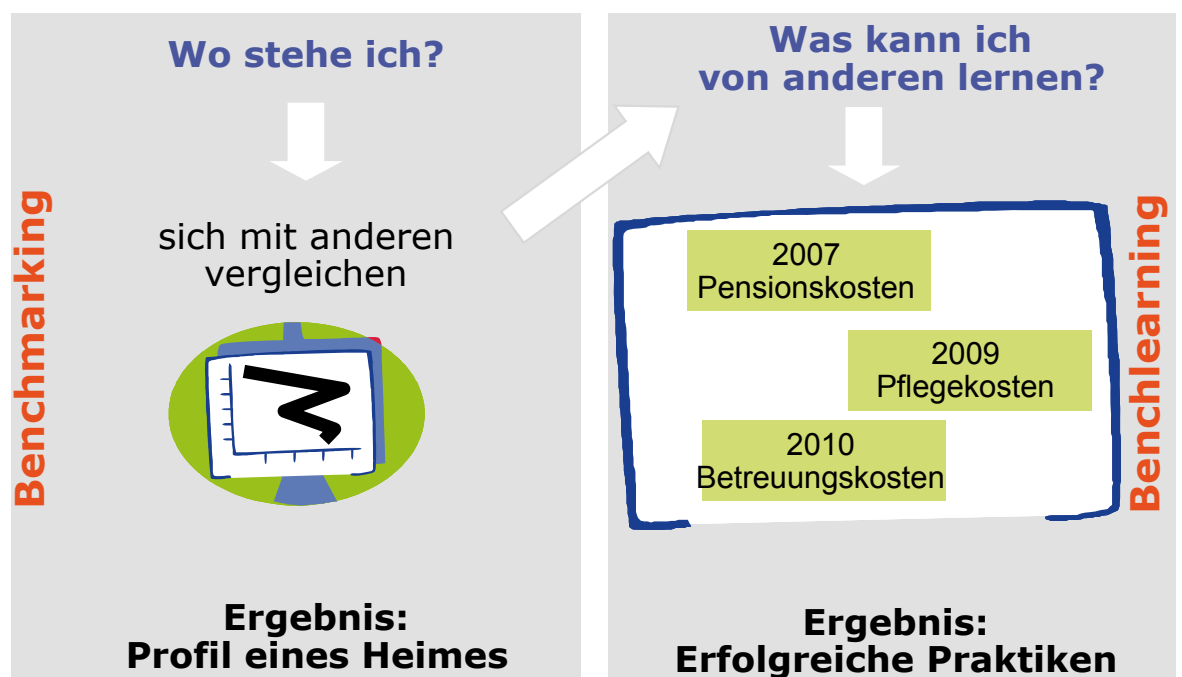 Wo stehe ich?
sich mit anderen
vergleichen
Benchmarking
Ergebnis:
Profil eines Heimes
Was kann ich
von anderen lernen?
2007
Pensionskosten
2009
Pflegekosten
2010
Betreuungskosten
Benchlearning
Ergebnis:
Erfolgreiche Praktiken